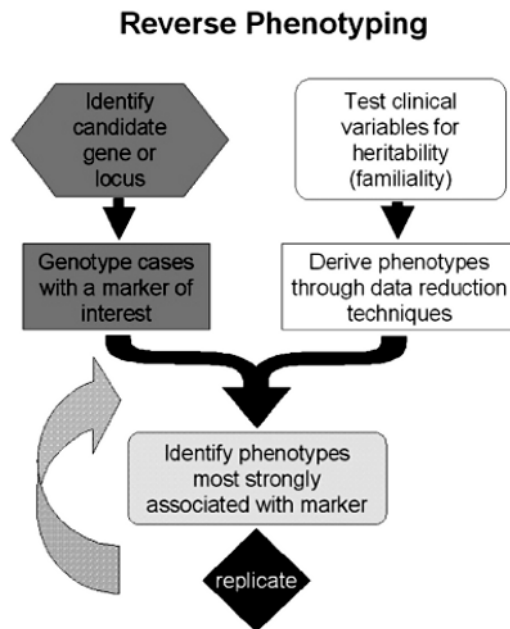 Reverse Phenotyping
Identify
candidate
gene or
locus
Test clinical
variables for
heritability
(familiality)
Genotype cases
with a marker of
interest
Derive phenotypes
through data reduction
techniques
Identify phenotypes
most strongly
associated with marker
replicate